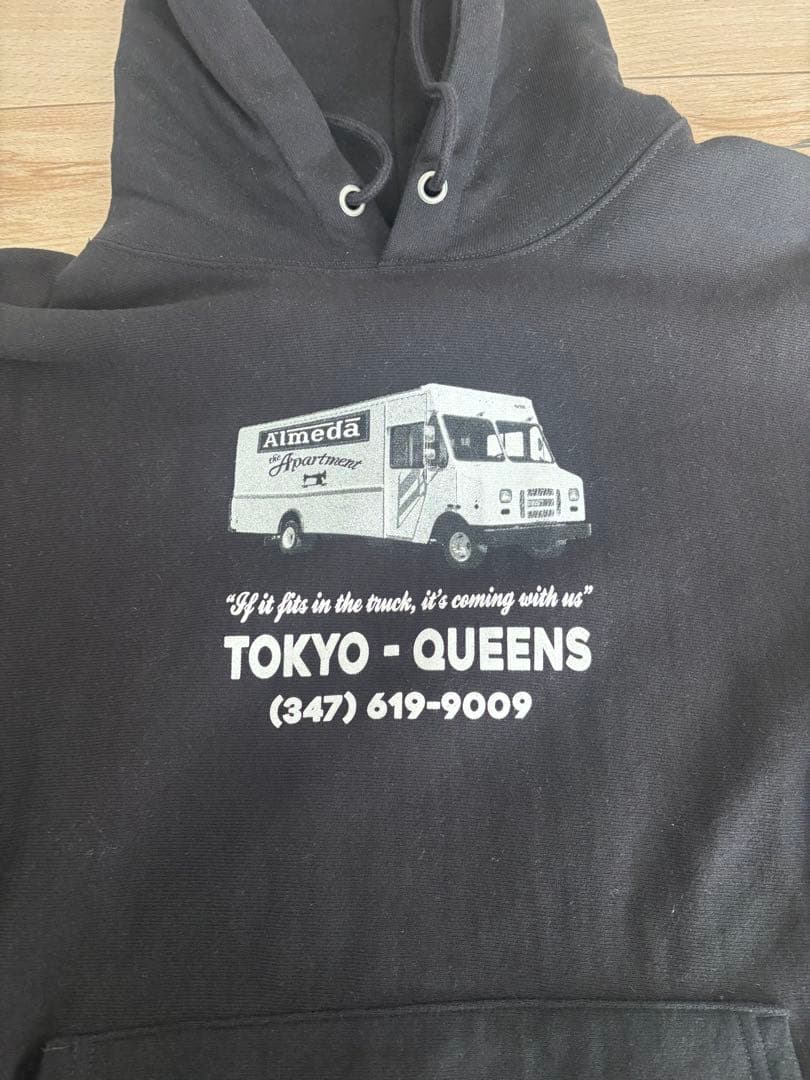 Almeda
the Apartment
“If it fits in the truck, it's coming with us”
TOKYO - QUEENS
(347) 619-9009